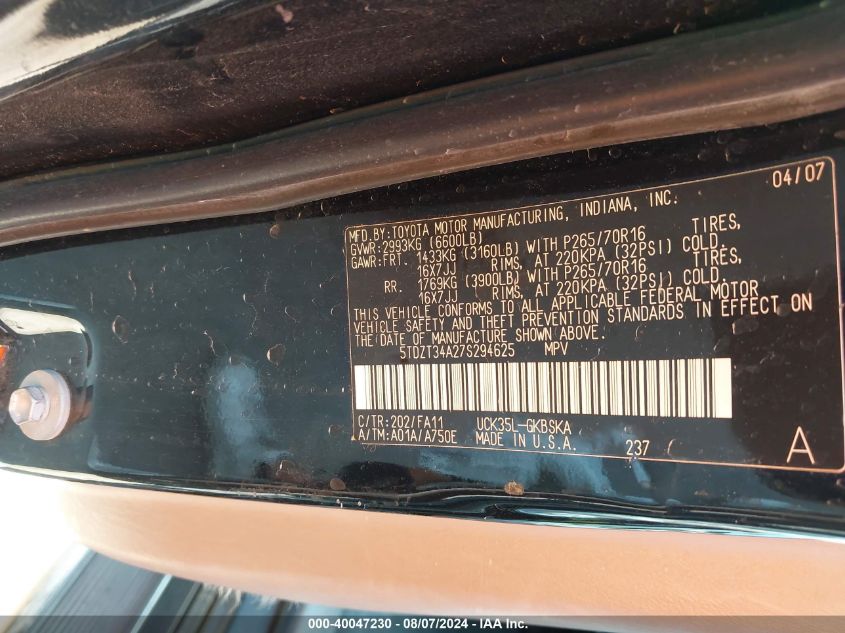 04/07
MFD. BY: TOYOTA MOTOR MANUFACTURING, INDIANA, INC.
GVWR: 2993KG (6600LB)
GAWR: FRT. 1433KG (3160LB) WITH P265/70R16 TIRES,
16X7JJ RIMS, AT 220KPA (32PSI) COLD.
RR. 1769KG (3900LB) WITH P265/70R16 TIRES,
16X7JJ RIMS, AT 220KPA (32PSI) COLD.
THIS VEHICLE CONFORMS TO ALL APPLICABLE FEDERAL MOTOR
VEHICLE SAFETY AND THEFT PREVENTION STANDARDS IN EFFECT ON
THE DATE OF MANUFACTURE SHOWN ABOVE.
5TDZT34A27S294625 MPV
C/TR: 202/FA11 UCK35L-GKBSKA
A/TM: A01A/A750E MADE IN U.S.A. 237 A
000-40047230 - 08/07/2024 - IAA Inc.